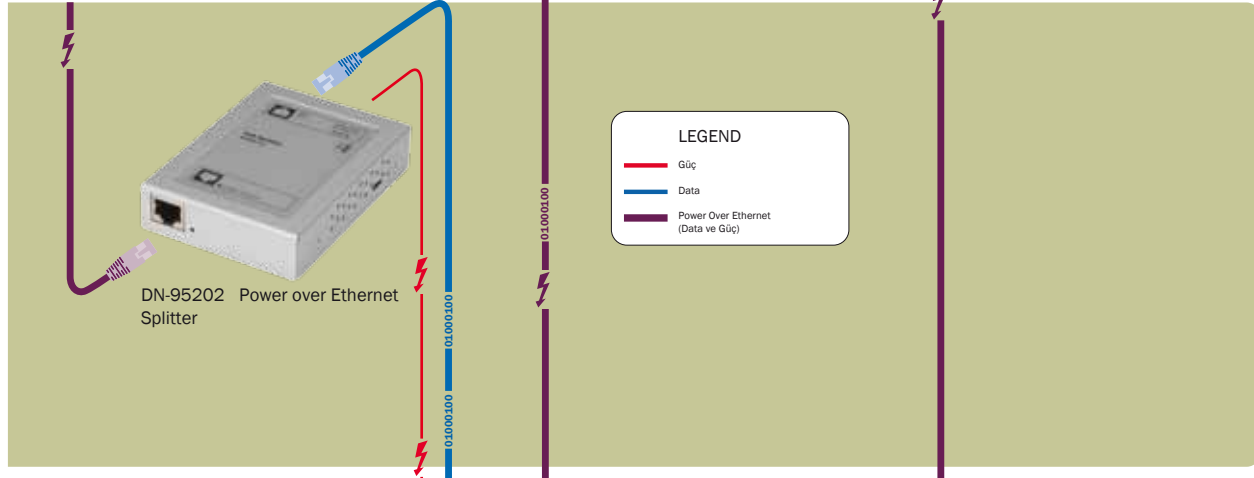 LEGEND
Güç
Data
Power Over Ethernet
(Data ve Güç)
01000100
DN-95202 Power over Ethernet
Splitter
01000100
01000100